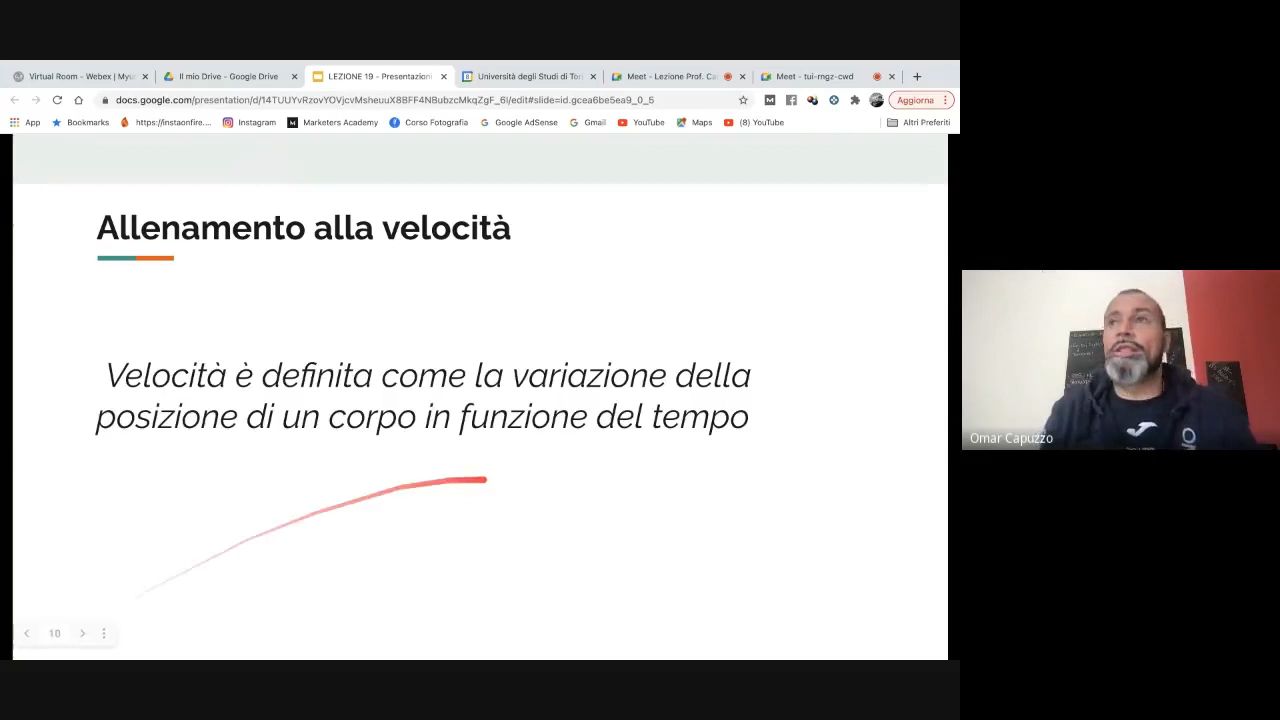 Virtual Room - Webex | Myu
Il mio Drive - Google Drive
LEZIONE 19 - Presentazion
Università degli Studi di Tor
Meet - Lezione Prof. Ca
Meet - tui-rngz-cwd
docs.google.com/presentation/d/14TUUYvRzovYOVjcvMsheuuX8BFF4NBubzcMkqZgF_6I/edit#slide=id.gcea6be5ea9_0_5
Aggiorna
App
Bookmarks
https://instaonfire....
Instagram
Marketers Academy
Corso Fotografia
Google AdSense
Gmail
YouTube
Maps
(8) YouTube
Altri Preferiti
Allenamento alla velocità
Velocità è definita come la variazione della
posizione di un corpo in funzione del tempo
10
Omar Capuzzo